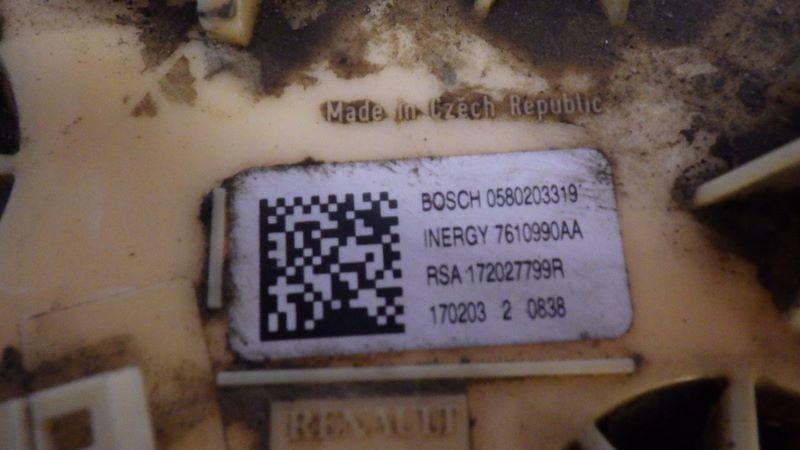 Made in Czech Republic
BOSCH 0580203319
INERGY 7610990AA
RSA 172027799R
170203 2 0838
RENAULT